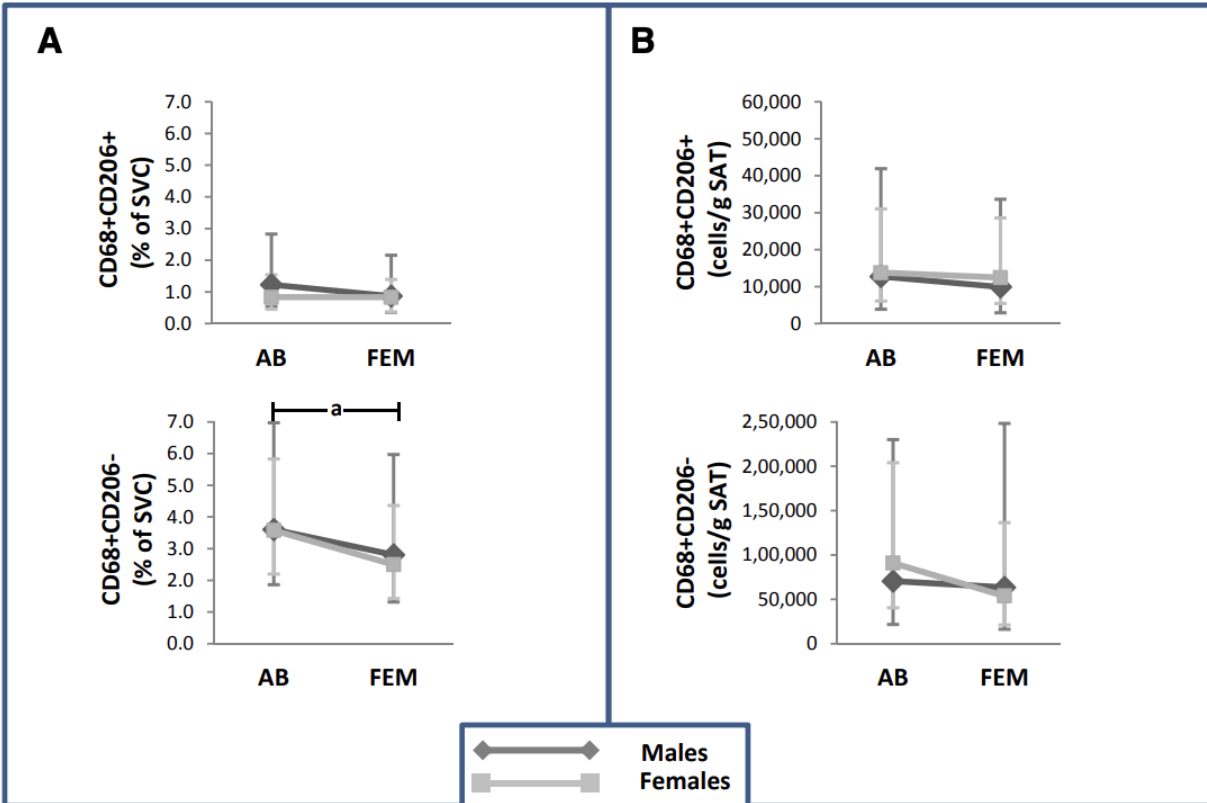 A
CD68+CD206+
(% of SVC)
7.0
6.0
5.0
4.0
3.0
2.0
1.0
0.0
AB FEM
CD68+CD206-
(% of SVC)
a
7.0
6.0
5.0
4.0
3.0
2.0
1.0
0.0
AB FEM
B
CD68+CD206+
(cells/g SAT)
60,000
50,000
40,000
30,000
20,000
10,000
0
AB FEM
CD68+CD206-
(cells/g SAT)
2,50,000
2,00,000
1,50,000
1,00,000
50,000
0
AB FEM
Males
Females